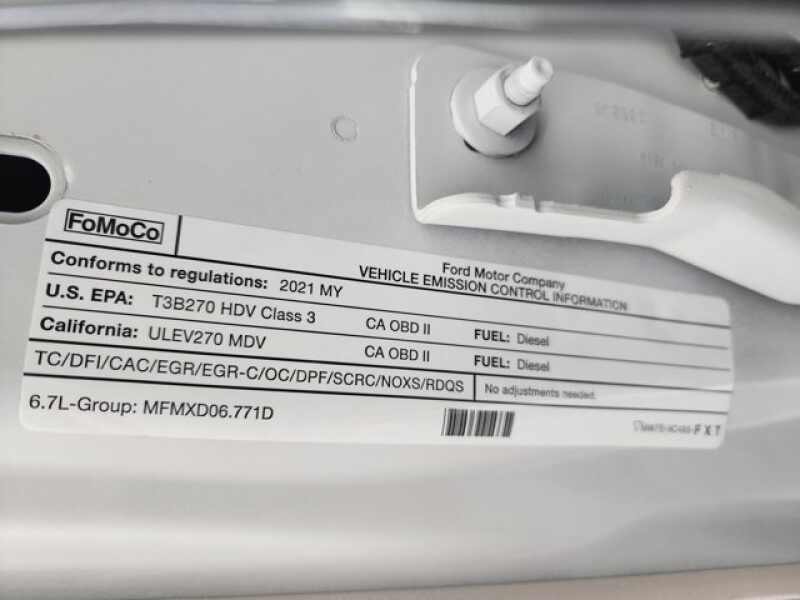 FoMoCo
Ford Motor Company
VEHICLE EMISSION CONTROL INFORMATION
Conforms to regulations: 2021 MY
U.S. EPA: T3B270 HDV Class 3 CA OBD II FUEL: Diesel
California: ULEV270 MDV CA OBD II FUEL: Diesel
TC/DFI/CAC/EGR/EGR-C/OC/DPF/SCRC/NOXS/RDQS No adjustments needed.
6.7L-Group: MFMXD06.771D
FXT